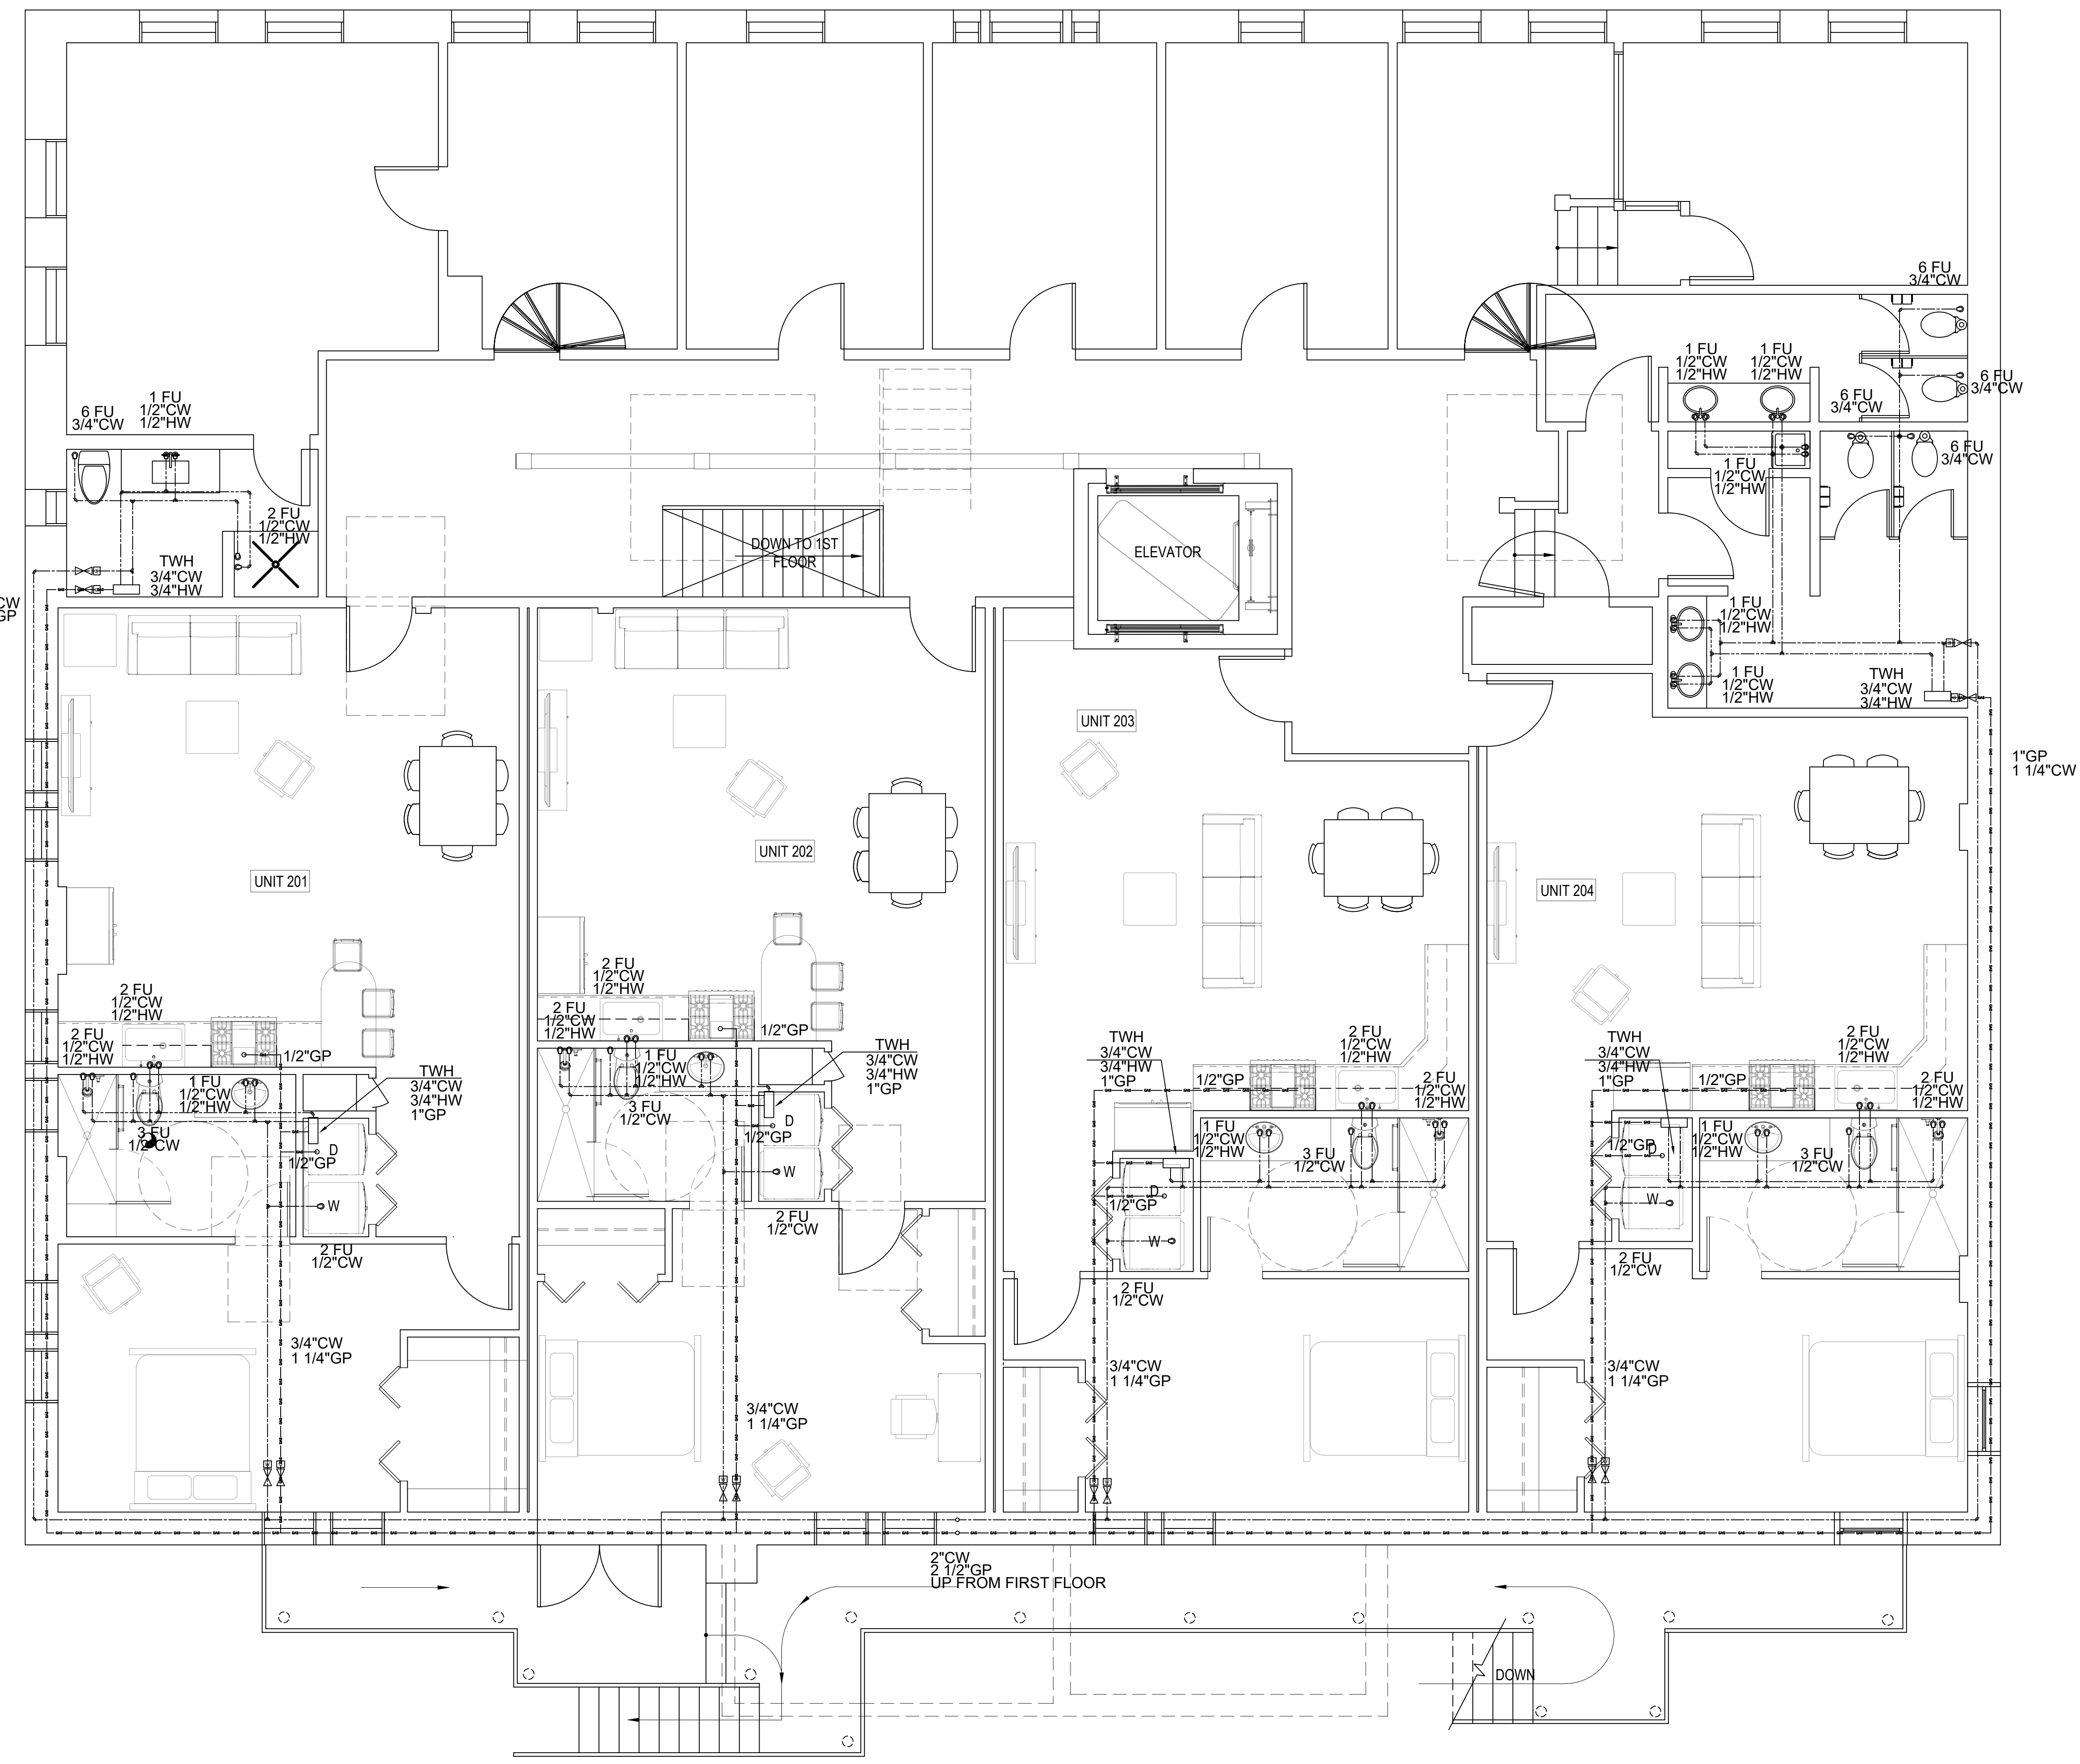 6 FU
3/4"CW
1 FU
1/2"CW
1/2"HW
1 FU
1/2"CW
1/2"HW
6 FU
3/4"CW
6 FU
3/4"CW
6 FU
3/4"CW
1 FU
1/2"CW
1/2"HW
6 FU
3/4"CW
1 FU
1/2"CW
1/2"HW
2 FU
1/2"CW
1/2"HW
TWH
3/4"CW
3/4"HW
DOWN TO 1ST
FLOOR
ELEVATOR
CW
GP
1 FU
1/2"CW
1/2"HW
1 FU
1/2"CW
1/2"HW
TWH
3/4"CW
3/4"HW
1"GP
1 1/4"CW
UNIT 201
UNIT 202
UNIT 203
UNIT 204
2 FU
1/2"CW
1/2"HW
2 FU
1/2"CW
1/2"HW
1/2"GP
1 FU
1/2"CW
1/2"HW
3 FU
1/2"CW
TWH
3/4"CW
3/4"HW
1"GP
D
1/2"GP
W
2 FU
1/2"CW
3/4"CW
1 1/4"GP
2 FU
1/2"CW
1/2"HW
2 FU
1/2"CW
1/2"HW
1/2"GP
1 FU
1/2"CW
1/2"HW
3 FU
1/2"CW
TWH
3/4"CW
3/4"HW
1"GP
D
1/2"GP
W
2 FU
1/2"CW
3/4"CW
1 1/4"GP
TWH
3/4"CW
3/4"HW
1"GP
1/2"GP
2 FU
1/2"CW
1/2"HW
2 FU
1/2"CW
1/2"HW
1 FU
1/2"CW
1/2"HW
3 FU
1/2"CW
D
1/2"GP
W
2 FU
1/2"CW
3/4"CW
1 1/4"GP
TWH
3/4"CW
3/4"HW
1"GP
1/2"GP
2 FU
1/2"CW
1/2"HW
2 FU
1/2"CW
1/2"HW
1/2"GP
D
1 FU
1/2"CW
1/2"HW
3 FU
1/2"CW
W
2 FU
1/2"CW
3/4"CW
1 1/4"GP
2"CW
2 1/2"GP
UP FROM FIRST FLOOR
DOWN